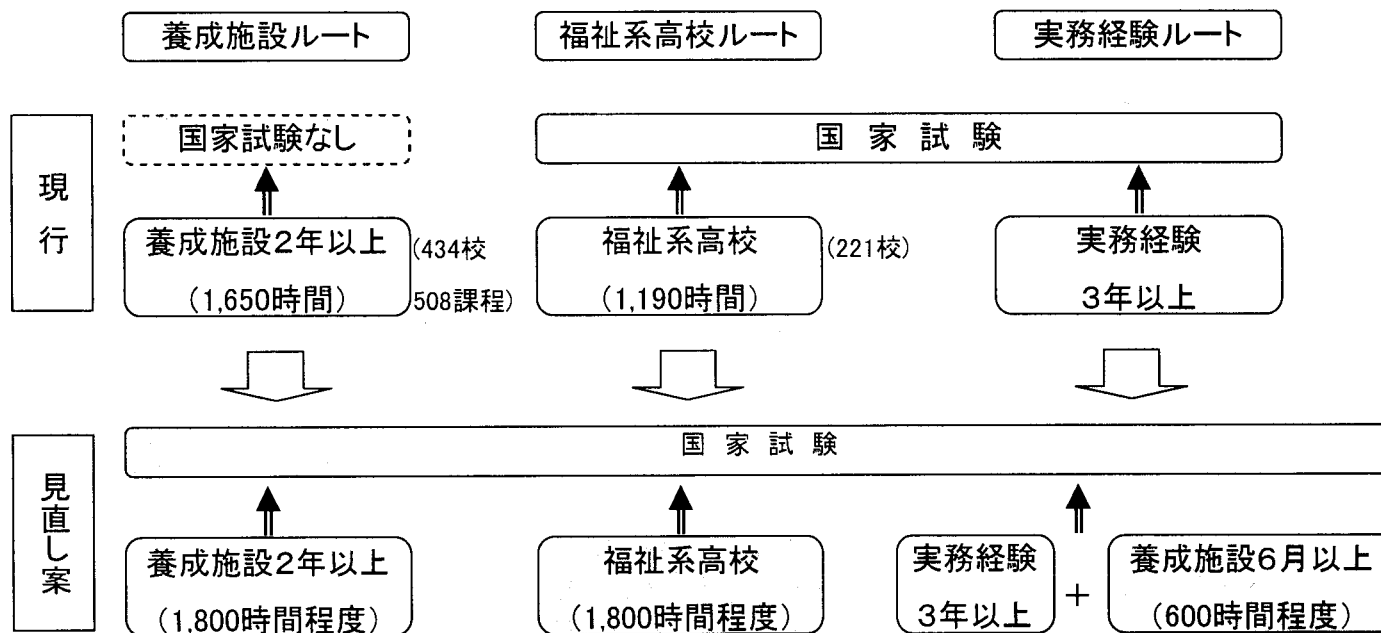 養成施設ルート
福祉系高校ルート
実務経験ルート
現行
国家試験なし
国家試験
養成施設2年以上
(1,650時間)
(434校
508課程)
福祉系高校
(1,190時間)
(221校)
実務経験
3年以上
見直し案
国家試験
養成施設2年以上
(1,800時間程度)
福祉系高校
(1,800時間程度)
実務経験
3年以上
+
養成施設6月以上
(600時間程度)